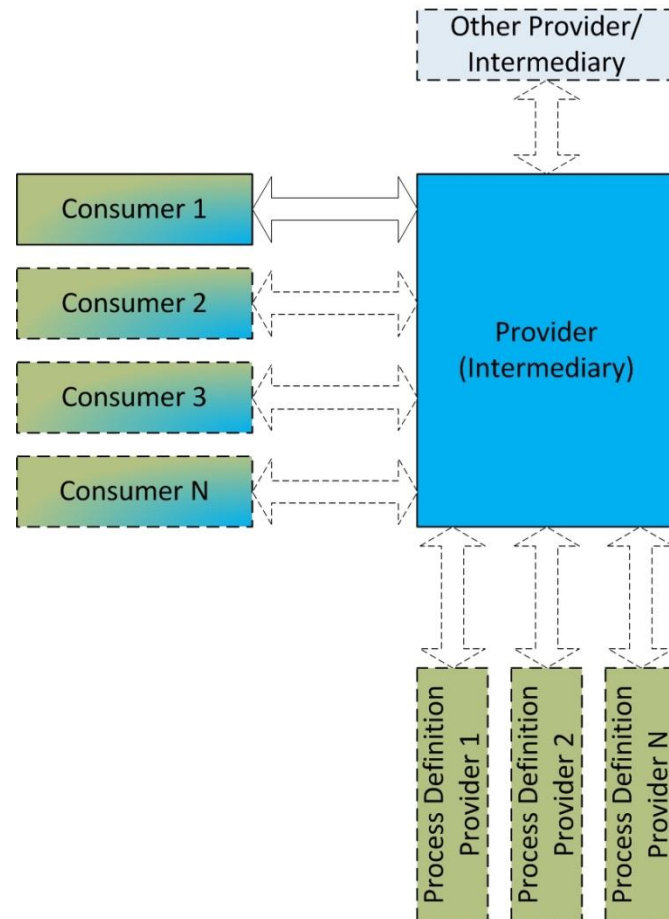 Other Provider/
Intermediary
Consumer 1
Consumer 2
Consumer 3
Consumer N
Provider
(Intermediary)
Process Definition
Provider 1
Process Definition
Provider 2
Process Definition
Provider N